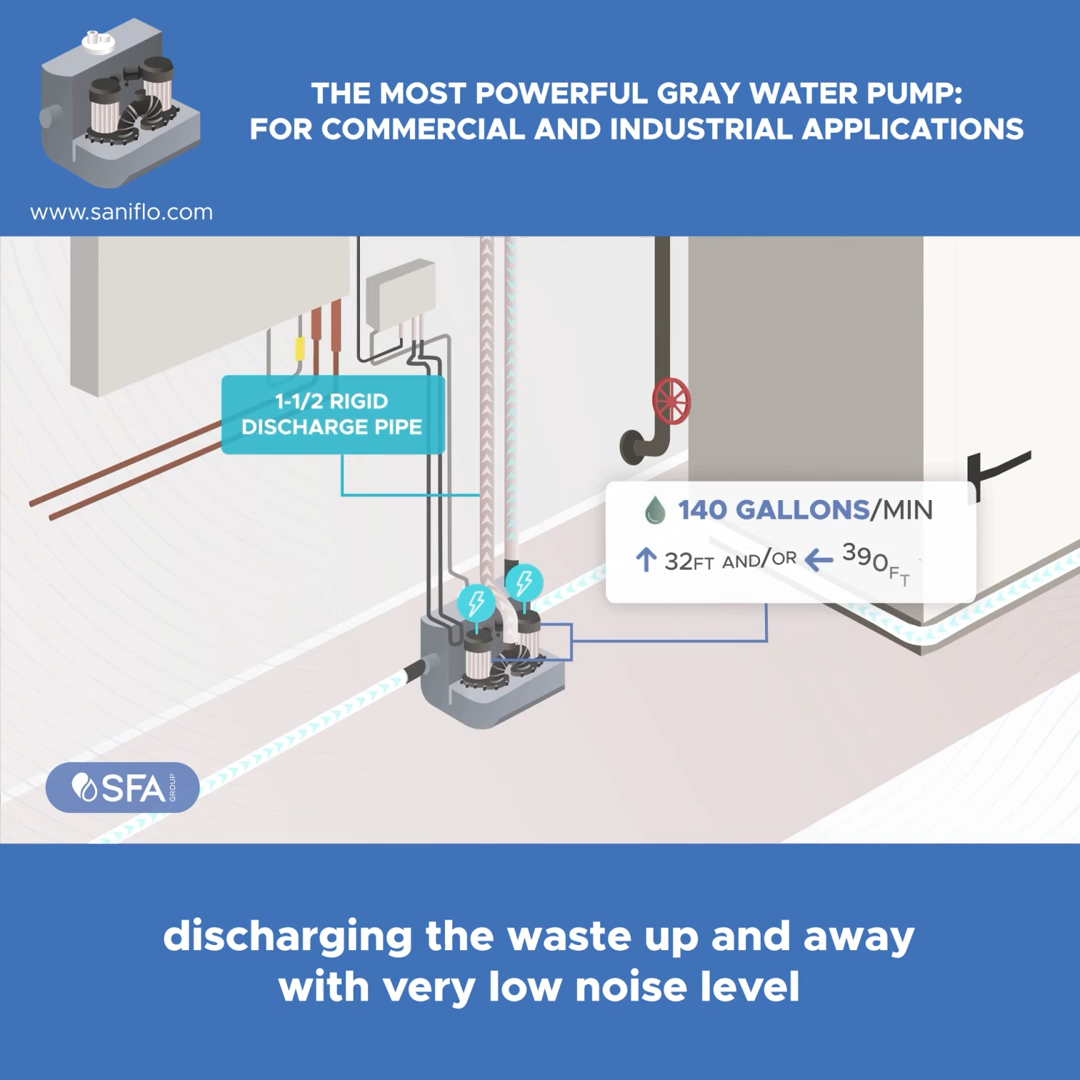 THE MOST POWERFUL GRAY WATER PUMP:
FOR COMMERCIAL AND INDUSTRIAL APPLICATIONS
www.saniflo.com
1-1/2 RIGID
DISCHARGE PIPE
140 GALLONS/MIN
32FT AND/OR 390FT
SFA GROUP
discharging the waste up and away
with very low noise level